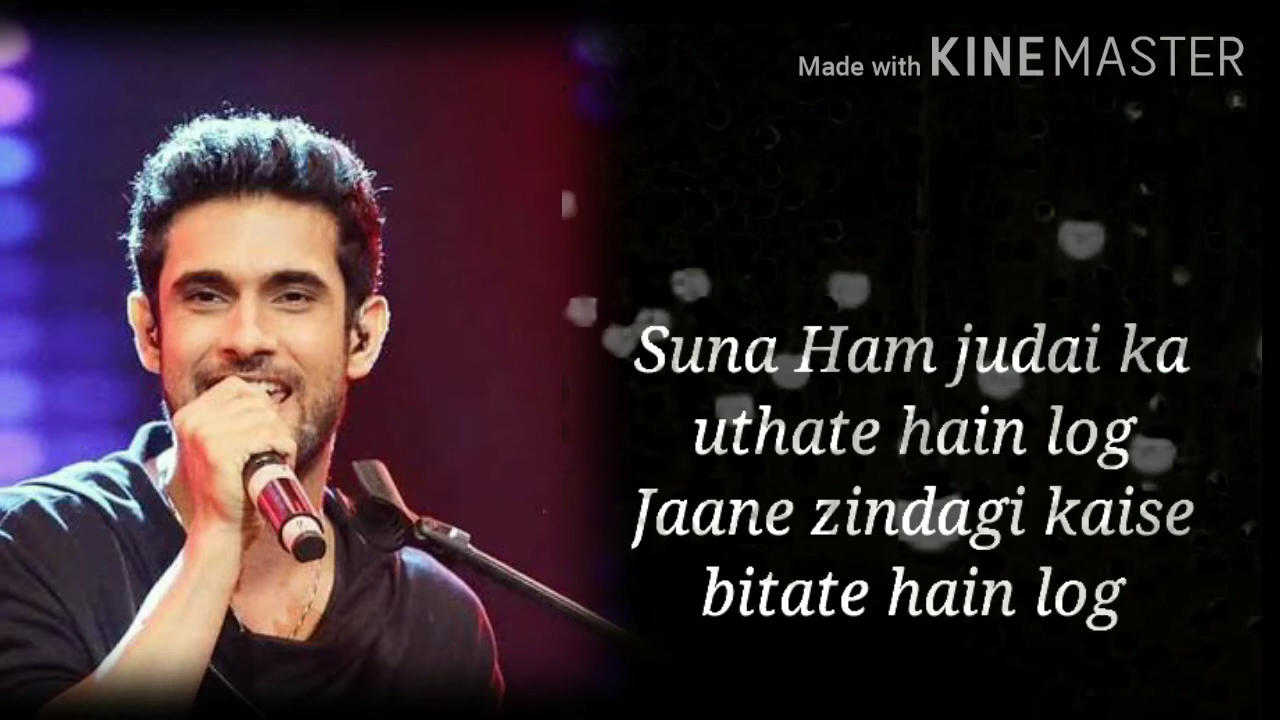 Made with KINEMASTER
Suna Ham judai ka
uthate hain log
Jaane zindagi kaise
bitate hain log